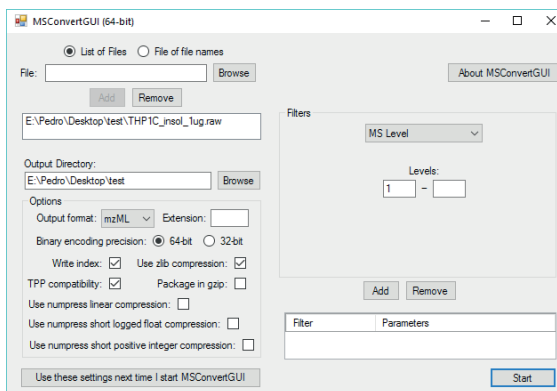 MSConvertGUI (64-bit)
List of Files File of file names
File: Browse About MSConvertGUI
Add Remove
E:\Pedro\Desktop\test\THP1C_insol_1ug.raw
Filters
MS Level
Levels:
1 -
Output Directory:
E:\Pedro\Desktop\test Browse
Options
Output format: mzML Extension:
Binary encoding precision: 64-bit 32-bit
Write index: Use zlib compression:
TPP compatibility: Package in gzip:
Use numpress linear compression:
Use numpress short logged float compression:
Use numpress short positive integer compression:
Add Remove
Filter Parameters
Use these settings next time I start MSConvertGUI Start